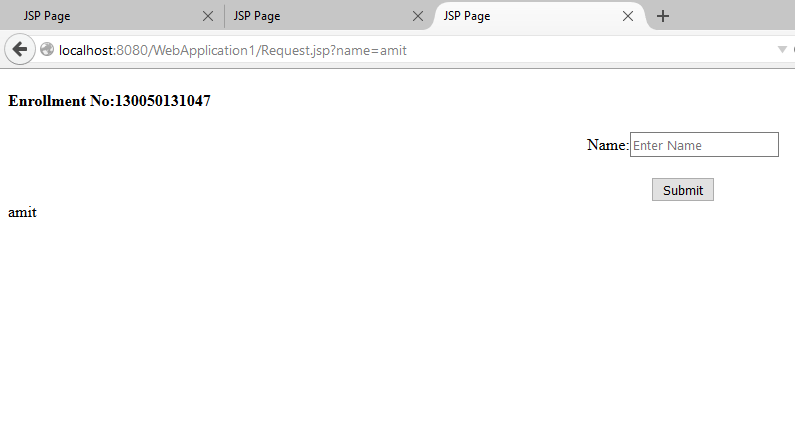 JSP Page JSP Page JSP Page
localhost:8080/WebApplication1/Request.jsp?name=amit
Enrollment No:130050131047
Name: Enter Name
Submit
amit